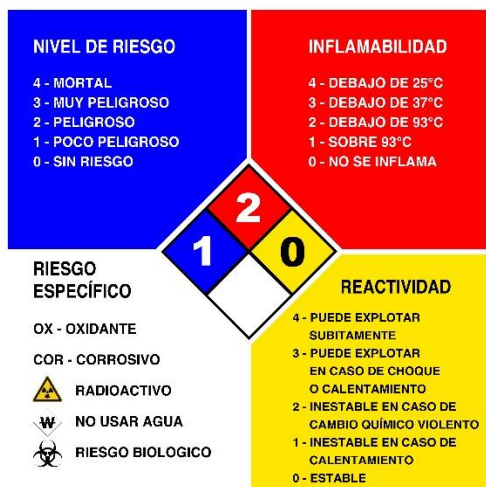 NIVEL DE RIESGO
4 - MORTAL
3 - MUY PELIGROSO
2 - PELIGROSO
1 - POCO PELIGROSO
0 - SIN RIESGO
INFLAMABILIDAD
4 - DEBAJO DE 25°C
3 - DEBAJO DE 37°C
2 - DEBAJO DE 93°C
1 - SOBRE 93°C
0 - NO SE INFLAMA
2
1
0
RIESGO
ESPECÍFICO
OX - OXIDANTE
COR - CORROSIVO
RADIOACTIVO
W
NO USAR AGUA
RIESGO BIOLOGICO
REACTIVIDAD
4 - PUEDE EXPLOTAR
SUBITAMENTE
3 - PUEDE EXPLOTAR
EN CASO DE CHOQUE
O CALENTAMIENTO
2 - INESTABLE EN CASO DE
CAMBIO QUÍMICO VIOLENTO
1 - INESTABLE EN CASO DE
CALENTAMIENTO
0 - ESTABLE